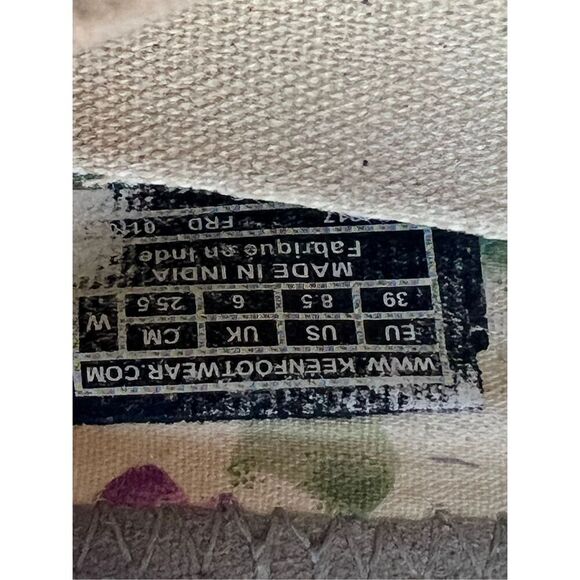 WWW. KEENFOOTWEAR.COM
EU US UK CM W
39 8.5 6 25.5
MADE IN INDIA
Fabriqué en Inde
FRD